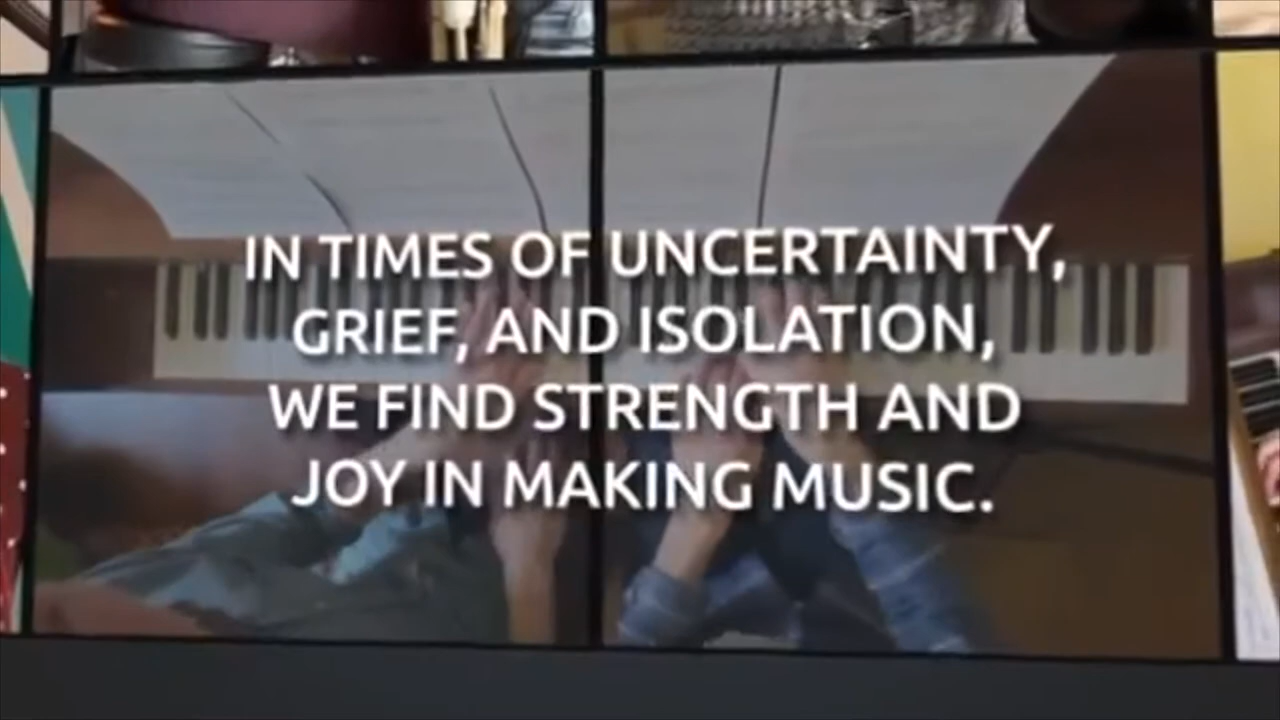 IN TIMES OF UNCERTAINTY,
GRIEF, AND ISOLATION,
WE FIND STRENGTH AND
JOY IN MAKING MUSIC.